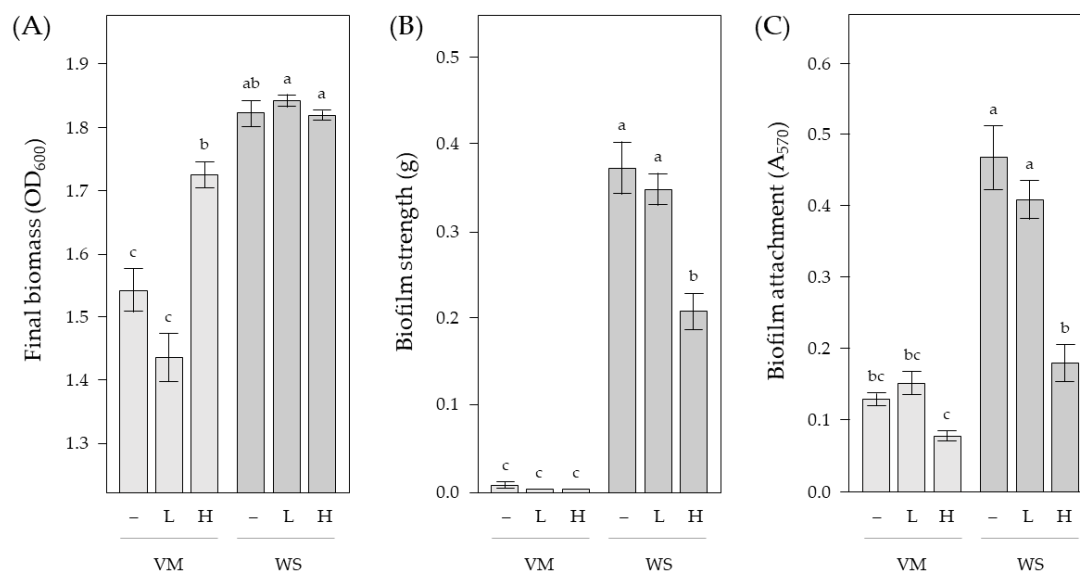 (A)
Final biomass (OD600)
1.9
1.8
1.7
1.6
1.5
1.4
1.3
c
c
b
ab
a
a
– L H – L H
VM WS
(B)
Biofilm strength (g)
0.5
0.4
0.3
0.2
0.1
0.0
c c c
a
a
b
– L H – L H
VM WS
(C)
Biofilm attachment (A570)
0.6
0.5
0.4
0.3
0.2
0.1
0.0
bc
bc
c
a
a
b
– L H – L H
VM WS